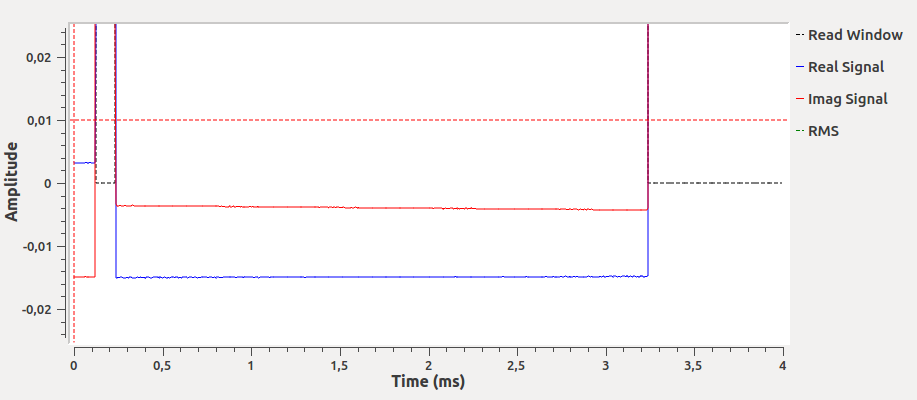 0,02
0,01
0
-0,01
-0,02
Amplitude
0 0,5 1 1,5 2 2,5 3 3,5 4
Time (ms)
Read Window
Real Signal
Imag Signal
RMS